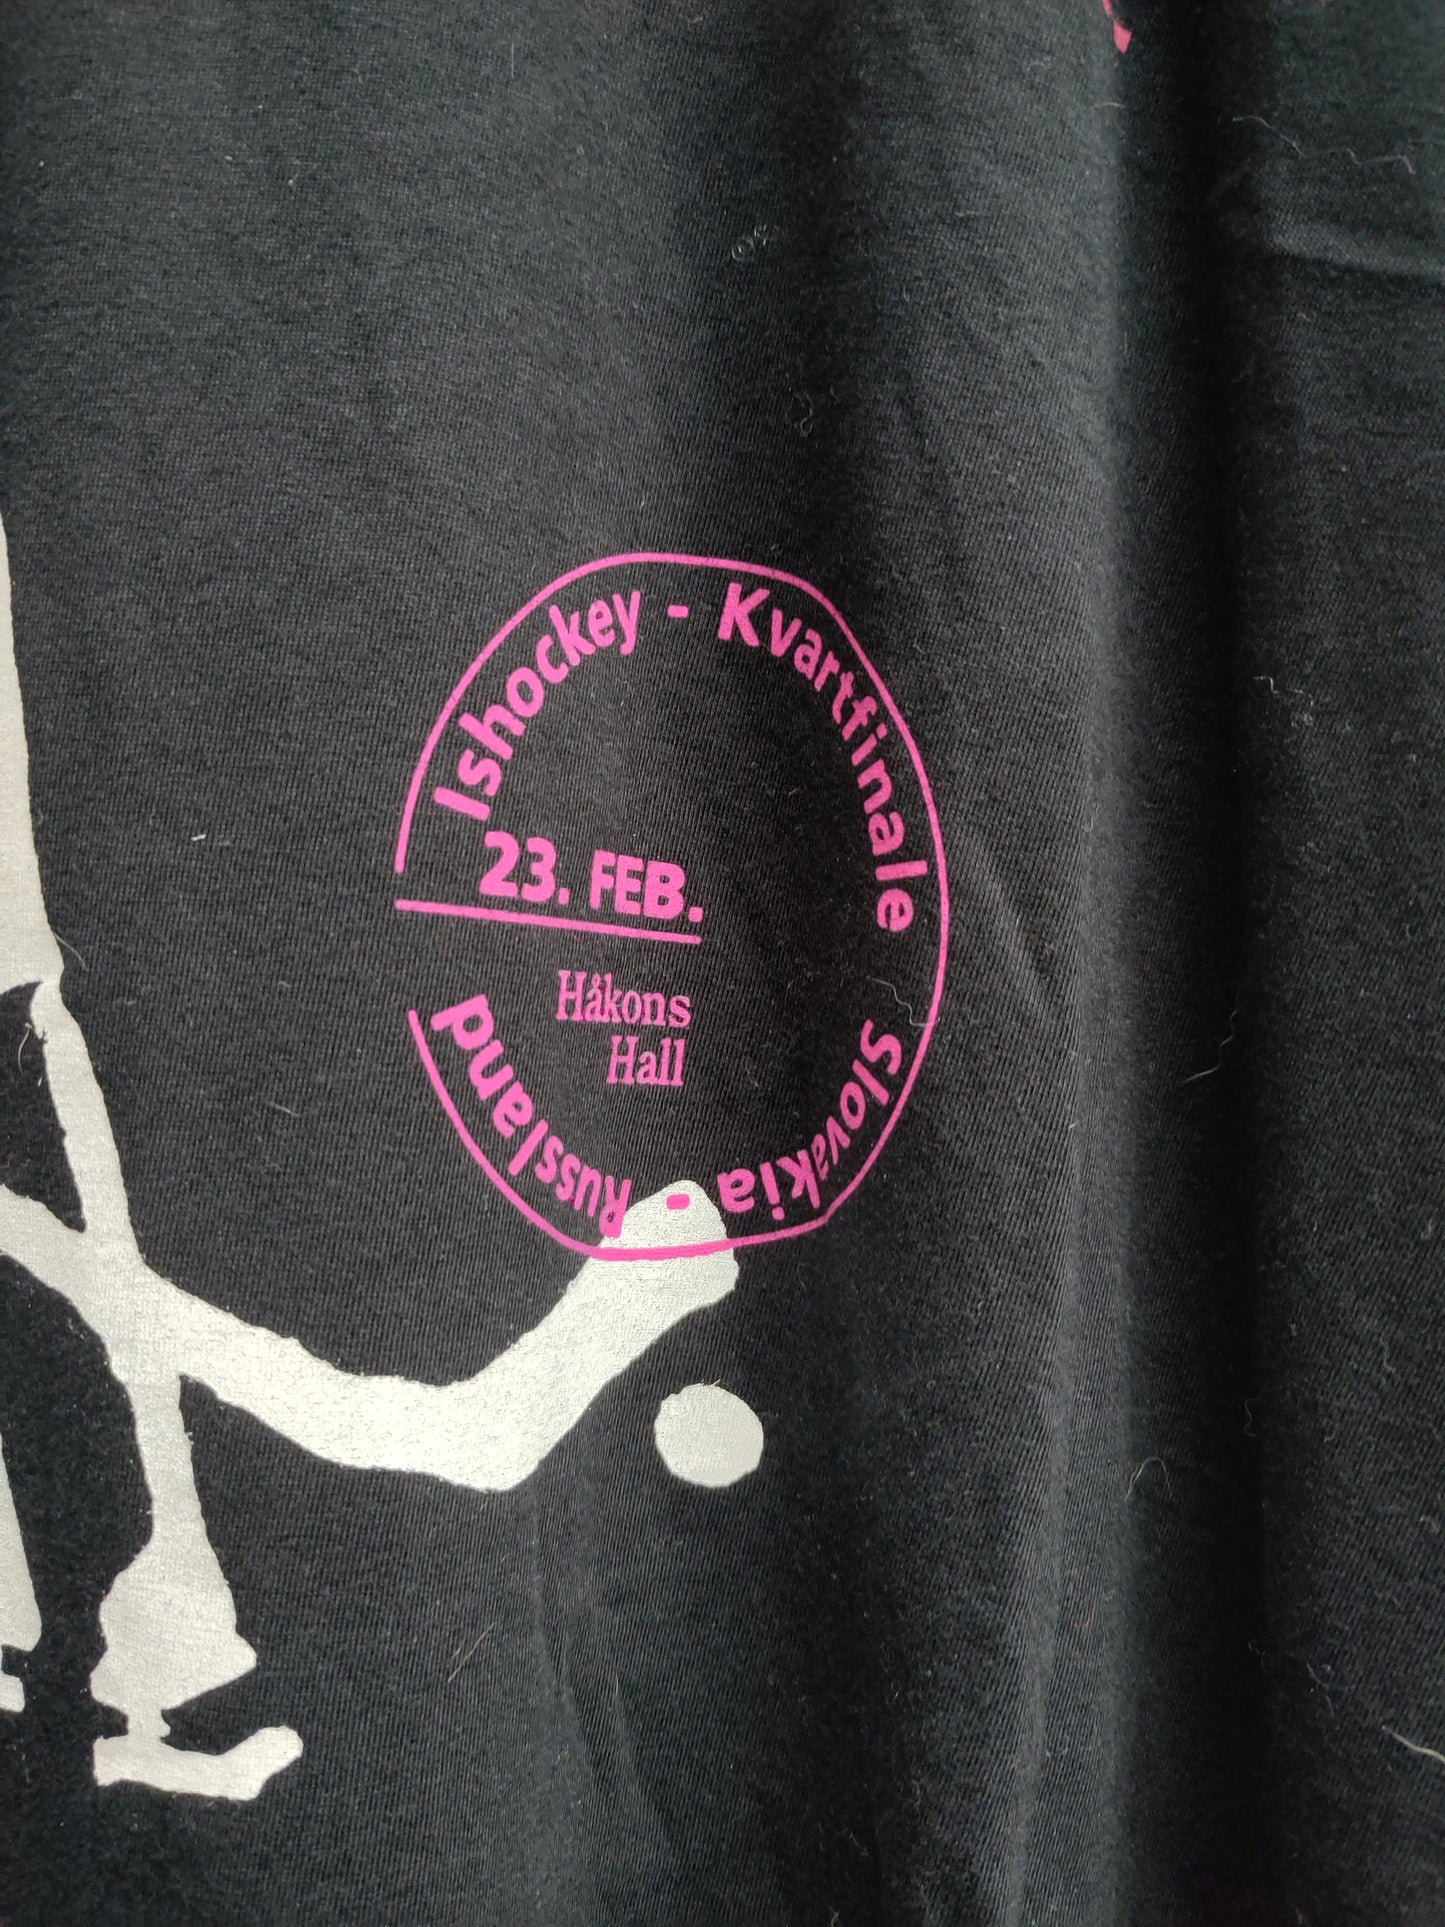 Ishockey - Kvartfinale
23. FEB.
Håkons
Hall
Slovakia - Russland